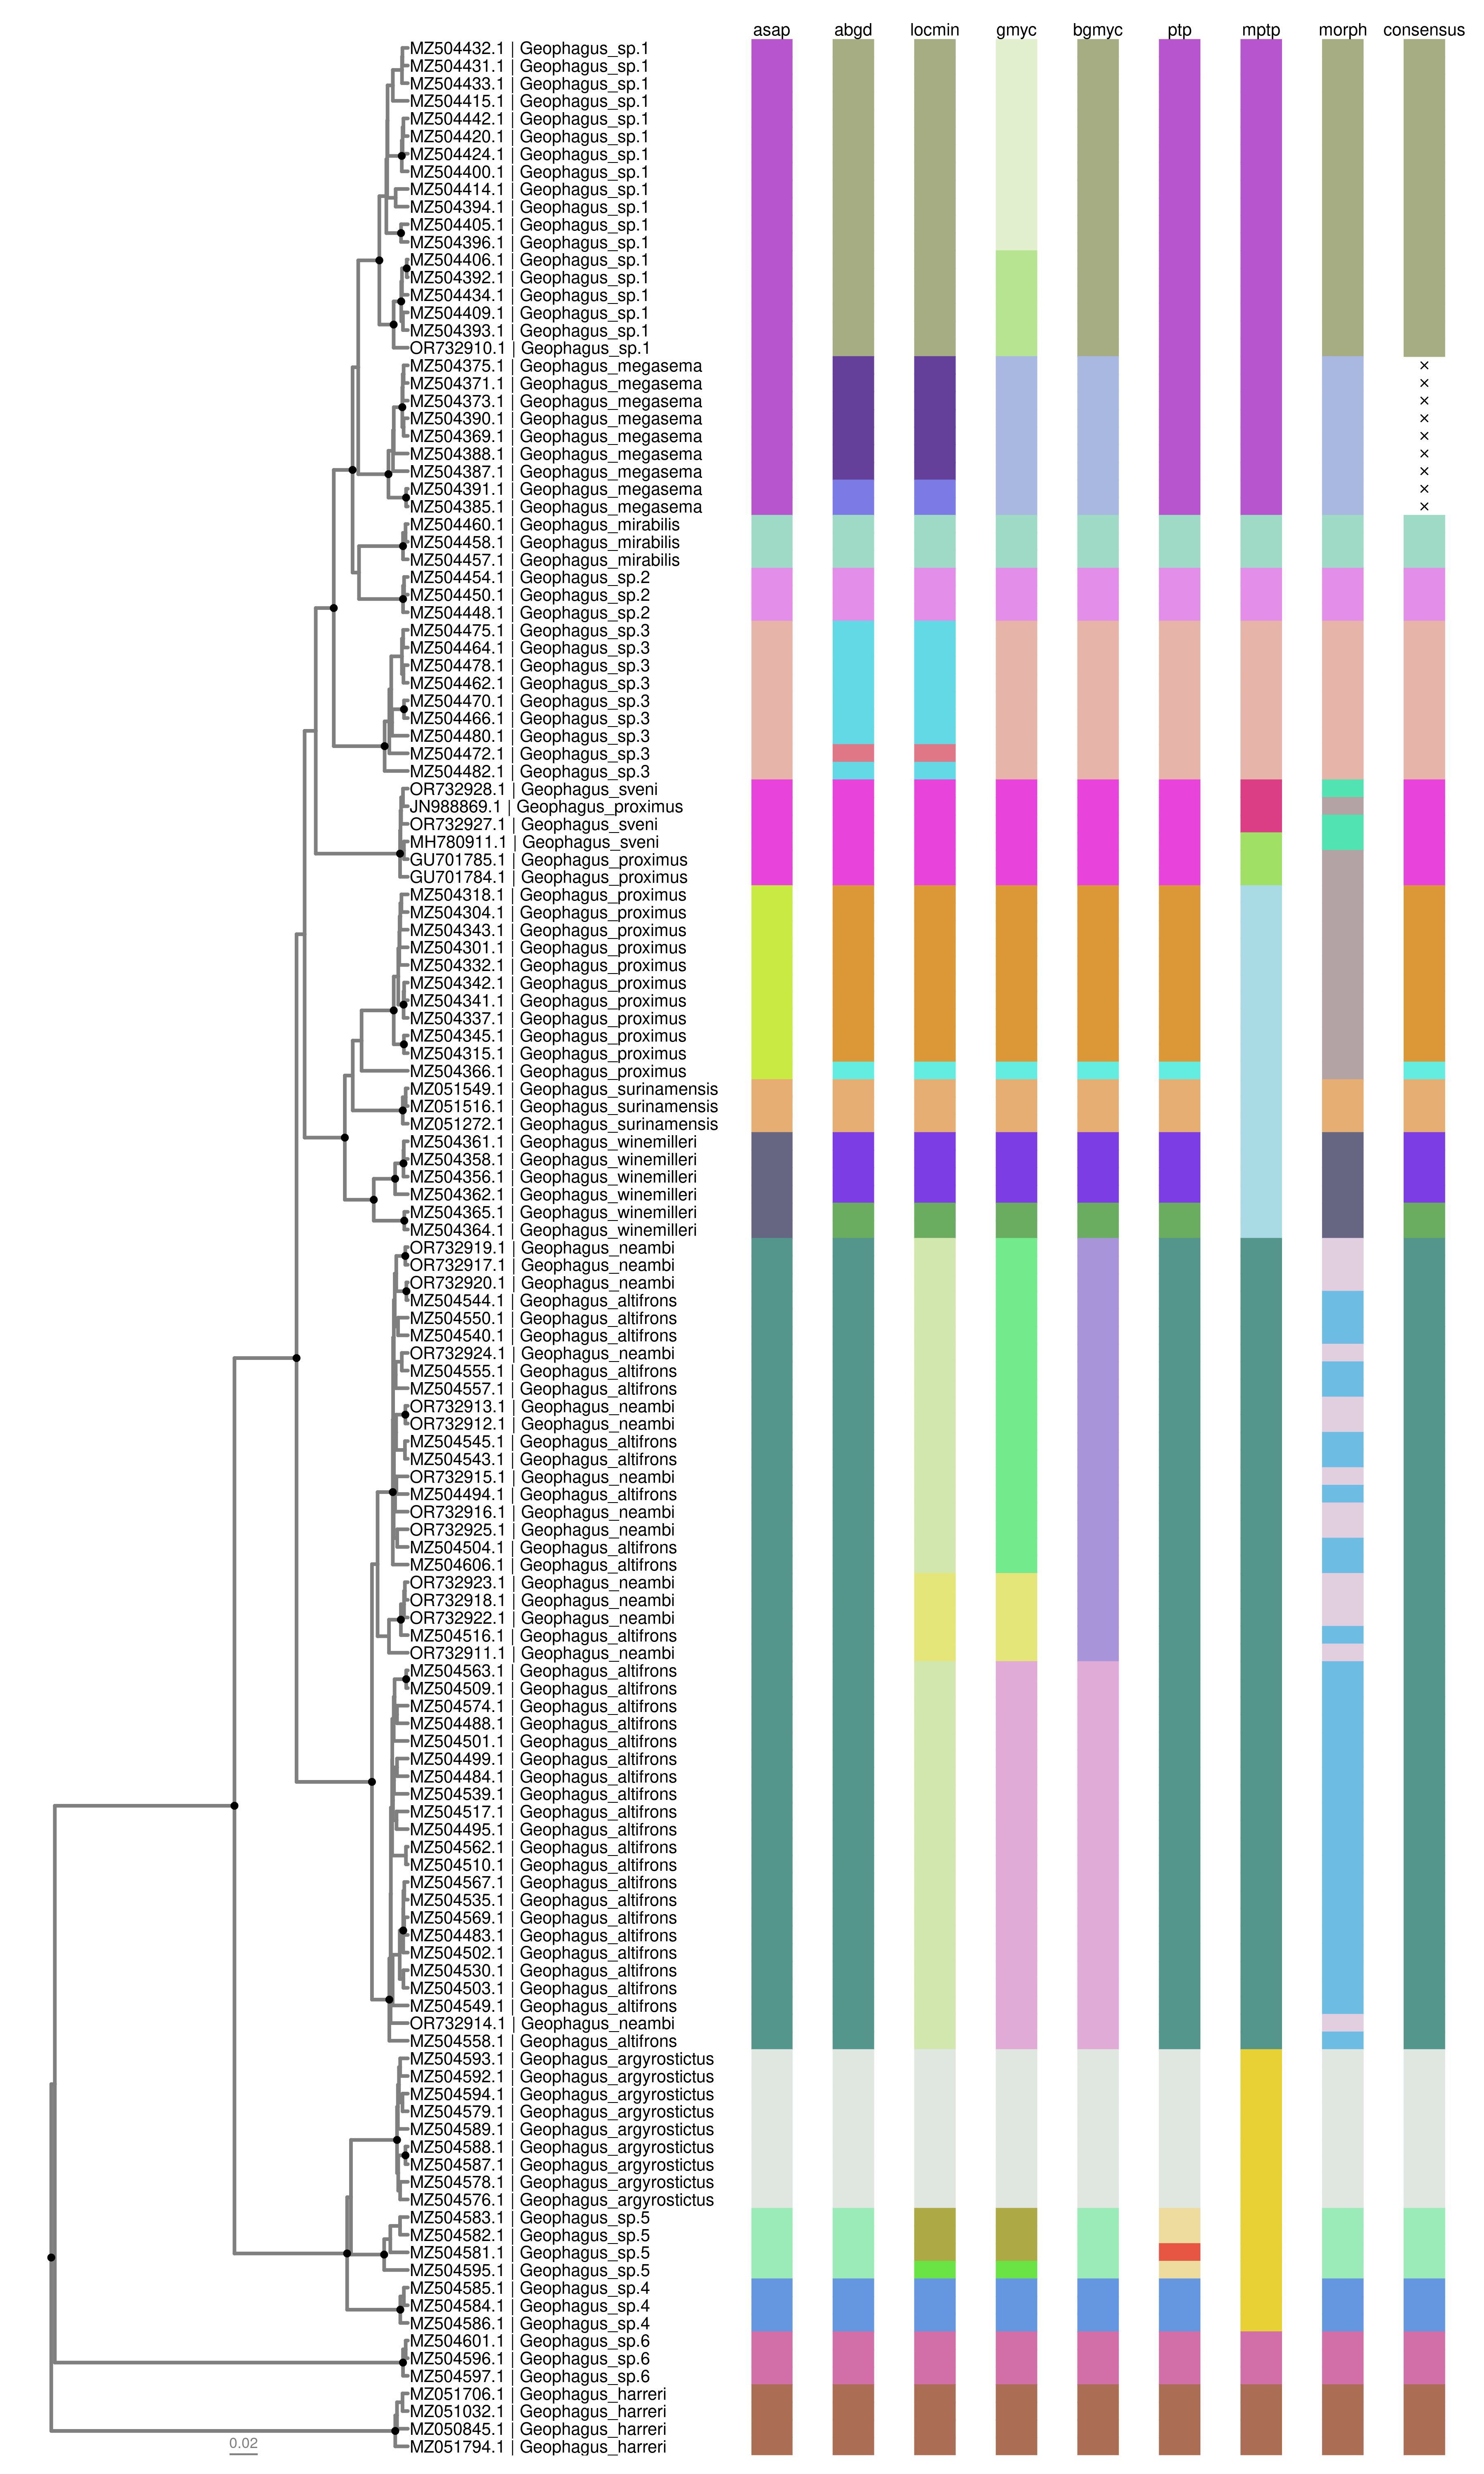 asap abgd locmin gmyc bgmyc ptp mptp morph consensus
MZ504432.1 | Geophagus_sp.1
MZ504431.1 | Geophagus_sp.1
MZ504433.1 | Geophagus_sp.1
MZ504415.1 | Geophagus_sp.1
MZ504442.1 | Geophagus_sp.1
MZ504420.1 | Geophagus_sp.1
MZ504424.1 | Geophagus_sp.1
MZ504400.1 | Geophagus_sp.1
MZ504414.1 | Geophagus_sp.1
MZ504394.1 | Geophagus_sp.1
MZ504405.1 | Geophagus_sp.1
MZ504396.1 | Geophagus_sp.1
MZ504406.1 | Geophagus_sp.1
MZ504392.1 | Geophagus_sp.1
MZ504434.1 | Geophagus_sp.1
MZ504409.1 | Geophagus_sp.1
MZ504393.1 | Geophagus_sp.1
OR732910.1 | Geophagus_sp.1
MZ504375.1 | Geophagus_megasema ×
MZ504371.1 | Geophagus_megasema ×
MZ504373.1 | Geophagus_megasema ×
MZ504390.1 | Geophagus_megasema ×
MZ504369.1 | Geophagus_megasema ×
MZ504388.1 | Geophagus_megasema ×
MZ504387.1 | Geophagus_megasema ×
MZ504391.1 | Geophagus_megasema ×
MZ504385.1 | Geophagus_megasema ×
MZ504460.1 | Geophagus_mirabilis
MZ504458.1 | Geophagus_mirabilis
MZ504457.1 | Geophagus_mirabilis
MZ504454.1 | Geophagus_sp.2
MZ504450.1 | Geophagus_sp.2
MZ504448.1 | Geophagus_sp.2
MZ504475.1 | Geophagus_sp.3
MZ504464.1 | Geophagus_sp.3
MZ504478.1 | Geophagus_sp.3
MZ504462.1 | Geophagus_sp.3
MZ504470.1 | Geophagus_sp.3
MZ504466.1 | Geophagus_sp.3
MZ504480.1 | Geophagus_sp.3
MZ504472.1 | Geophagus_sp.3
MZ504482.1 | Geophagus_sp.3
OR732928.1 | Geophagus_sveni
JN988869.1 | Geophagus_proximus
OR732927.1 | Geophagus_sveni
MH780911.1 | Geophagus_sveni
GU701785.1 | Geophagus_proximus
GU701784.1 | Geophagus_proximus
MZ504318.1 | Geophagus_proximus
MZ504304.1 | Geophagus_proximus
MZ504343.1 | Geophagus_proximus
MZ504301.1 | Geophagus_proximus
MZ504332.1 | Geophagus_proximus
MZ504342.1 | Geophagus_proximus
MZ504341.1 | Geophagus_proximus
MZ504337.1 | Geophagus_proximus
MZ504345.1 | Geophagus_proximus
MZ504315.1 | Geophagus_proximus
MZ504366.1 | Geophagus_proximus
MZ051549.1 | Geophagus_surinamensis
MZ051516.1 | Geophagus_surinamensis
MZ051272.1 | Geophagus_surinamensis
MZ504361.1 | Geophagus_winemilleri
MZ504358.1 | Geophagus_winemilleri
MZ504356.1 | Geophagus_winemilleri
MZ504362.1 | Geophagus_winemilleri
MZ504365.1 | Geophagus_winemilleri
MZ504364.1 | Geophagus_winemilleri
OR732919.1 | Geophagus_neambi
OR732917.1 | Geophagus_neambi
OR732920.1 | Geophagus_neambi
MZ504544.1 | Geophagus_altifrons
MZ504550.1 | Geophagus_altifrons
MZ504540.1 | Geophagus_altifrons
OR732924.1 | Geophagus_neambi
MZ504555.1 | Geophagus_altifrons
MZ504557.1 | Geophagus_altifrons
OR732913.1 | Geophagus_neambi
OR732912.1 | Geophagus_neambi
MZ504545.1 | Geophagus_altifrons
MZ504543.1 | Geophagus_altifrons
OR732915.1 | Geophagus_neambi
MZ504494.1 | Geophagus_altifrons
OR732916.1 | Geophagus_neambi
OR732925.1 | Geophagus_neambi
MZ504504.1 | Geophagus_altifrons
MZ504606.1 | Geophagus_altifrons
OR732923.1 | Geophagus_neambi
OR732918.1 | Geophagus_neambi
OR732922.1 | Geophagus_neambi
MZ504516.1 | Geophagus_altifrons
OR732911.1 | Geophagus_neambi
MZ504563.1 | Geophagus_altifrons
MZ504509.1 | Geophagus_altifrons
MZ504574.1 | Geophagus_altifrons
MZ504488.1 | Geophagus_altifrons
MZ504501.1 | Geophagus_altifrons
MZ504499.1 | Geophagus_altifrons
MZ504484.1 | Geophagus_altifrons
MZ504539.1 | Geophagus_altifrons
MZ504517.1 | Geophagus_altifrons
MZ504495.1 | Geophagus_altifrons
MZ504562.1 | Geophagus_altifrons
MZ504510.1 | Geophagus_altifrons
MZ504567.1 | Geophagus_altifrons
MZ504535.1 | Geophagus_altifrons
MZ504569.1 | Geophagus_altifrons
MZ504483.1 | Geophagus_altifrons
MZ504502.1 | Geophagus_altifrons
MZ504530.1 | Geophagus_altifrons
MZ504503.1 | Geophagus_altifrons
MZ504549.1 | Geophagus_altifrons
OR732914.1 | Geophagus_neambi
MZ504558.1 | Geophagus_altifrons
MZ504593.1 | Geophagus_argyrostictus
MZ504592.1 | Geophagus_argyrostictus
MZ504594.1 | Geophagus_argyrostictus
MZ504579.1 | Geophagus_argyrostictus
MZ504589.1 | Geophagus_argyrostictus
MZ504588.1 | Geophagus_argyrostictus
MZ504587.1 | Geophagus_argyrostictus
MZ504578.1 | Geophagus_argyrostictus
MZ504576.1 | Geophagus_argyrostictus
MZ504583.1 | Geophagus_sp.5
MZ504582.1 | Geophagus_sp.5
MZ504581.1 | Geophagus_sp.5
MZ504595.1 | Geophagus_sp.5
MZ504585.1 | Geophagus_sp.4
MZ504584.1 | Geophagus_sp.4
MZ504586.1 | Geophagus_sp.4
MZ504601.1 | Geophagus_sp.6
MZ504596.1 | Geophagus_sp.6
MZ504597.1 | Geophagus_sp.6
MZ051706.1 | Geophagus_harreri
MZ051032.1 | Geophagus_harreri
MZ050845.1 | Geophagus_harreri
MZ051794.1 | Geophagus_harreri
0.02